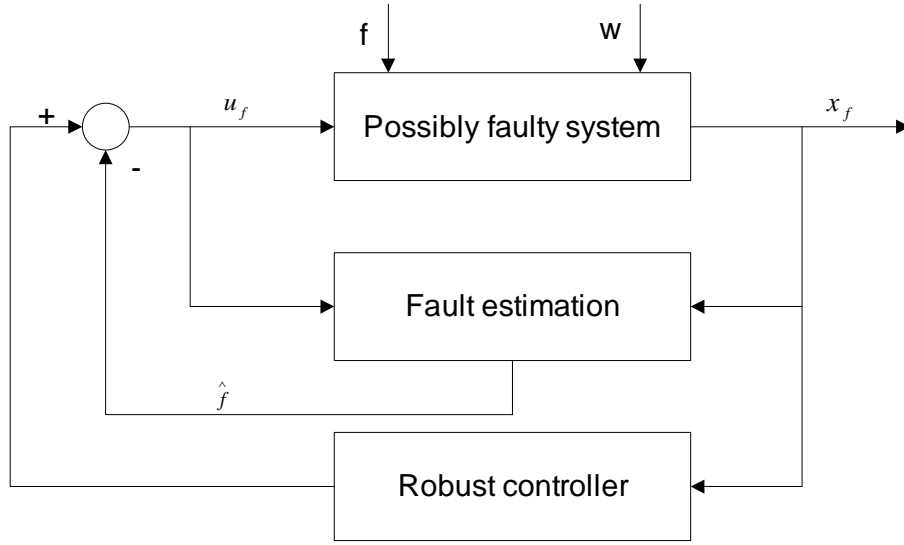 f
w
+
u_f
Possibly faulty system
x_f
-
Fault estimation
f̂
Robust controller